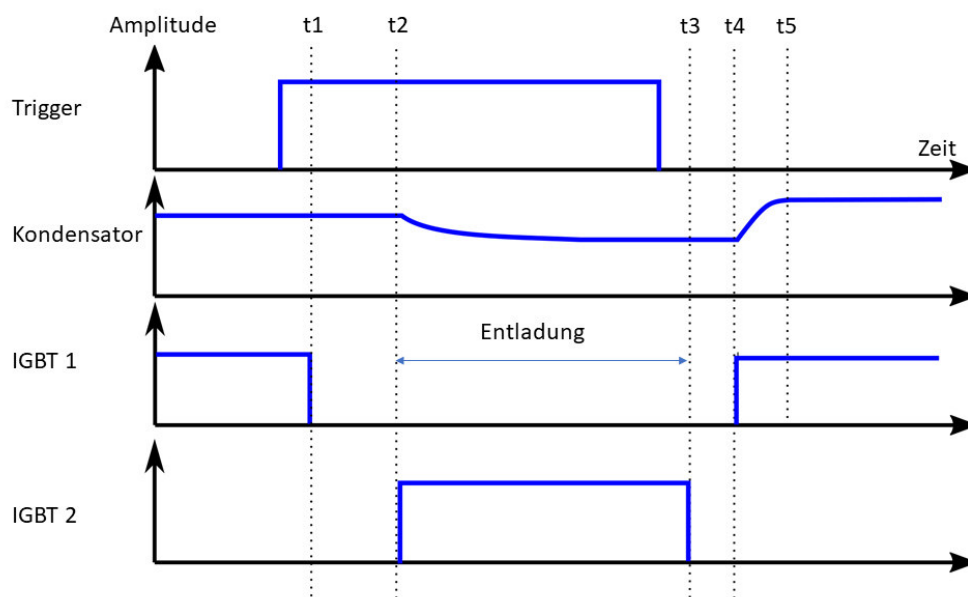 Amplitude
t1
t2
t3
t4
t5
Trigger
Zeit
Kondensator
IGBT 1
Entladung
IGBT 2